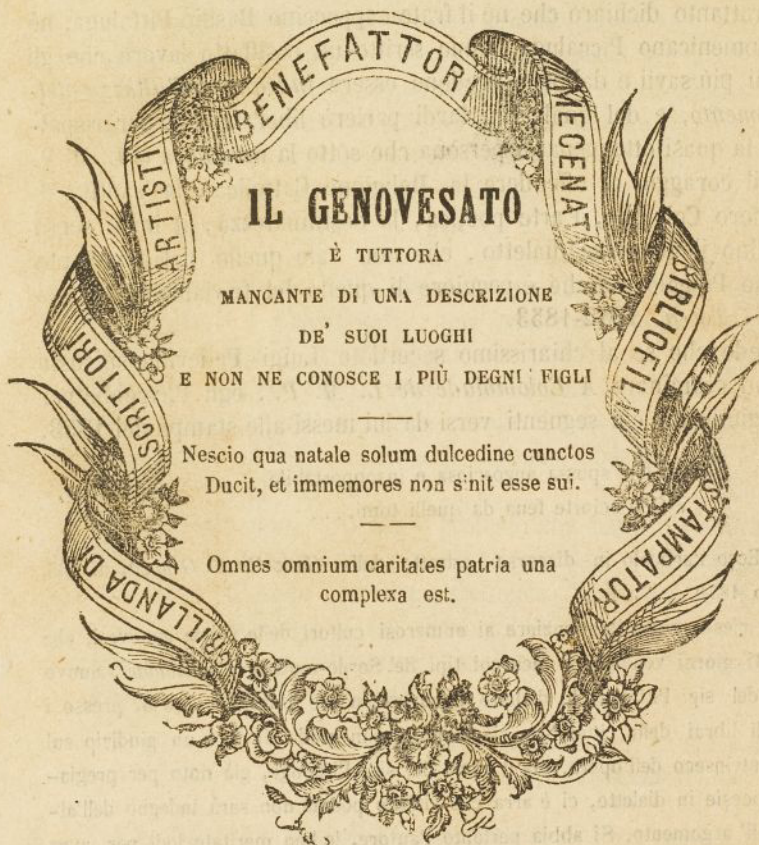 GRILLANDA DI
SCRITTORI
ARTISTI
BENEFATTORI
MECENATI
BIBLIOFILI
STAMPATORI
IL GENOVESATO
È TUTTORA
MANCANTE DI UNA DESCRIZIONE
DE' SUOI LUOGHI
E NON NE CONOSCE I PIÙ DEGNI FIGLI
Nescio qua natale solum dulcedine cunctos
Ducit, et immemores non s'nit esse sui.
Omnes omnium caritates patria una
complexa est.